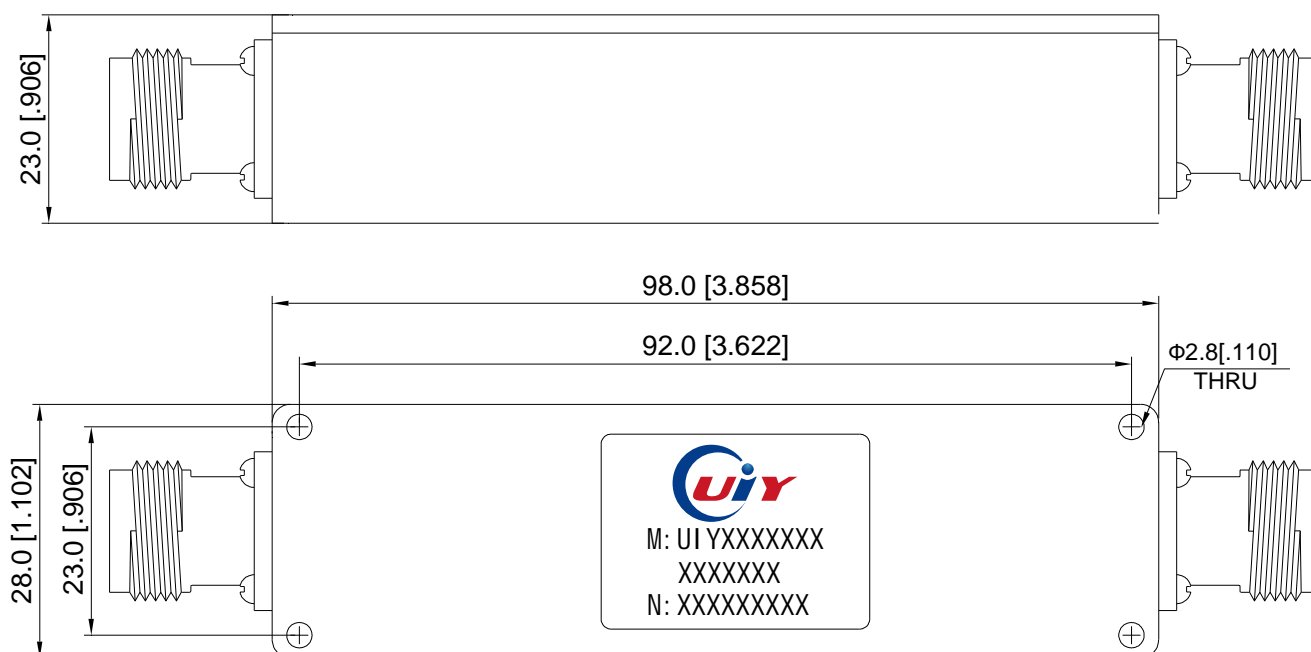 23.0 [.906]
98.0 [3.858]
92.0 [3.622]
Φ2.8[.110]
THRU
28.0 [1.102]
23.0 [.906]
UiY
M: UIYXXXXXXX
XXXXXXX
N: XXXXXXXXX